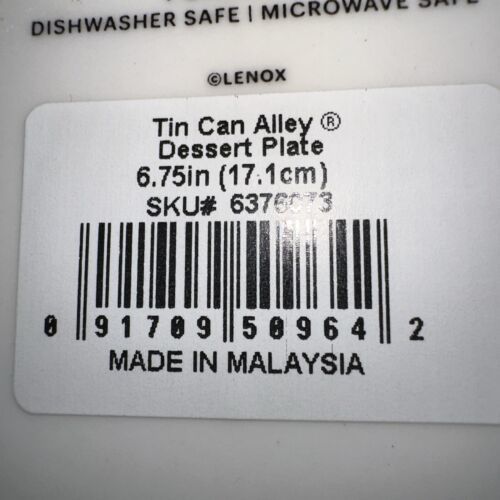 DISHWASHER SAFE | MICROWAVE SAFE
©LENOX
Tin Can Alley ®
Dessert Plate
6.75in (17.1cm)
SKU# 6376073
0 91709 50964 2
MADE IN MALAYSIA